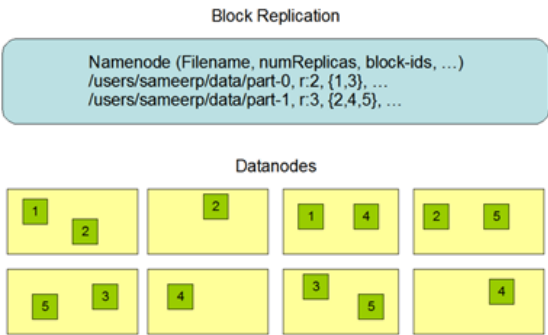 Block Replication
Namenode (Filename, numReplicas, block-ids, …)
/users/sameerp/data/part-0, r:2, {1,3}, …
/users/sameerp/data/part-1, r:3, {2,4,5}, …
Datanodes
1
2
2
1 4
2 5
5 3
4
3
5
4